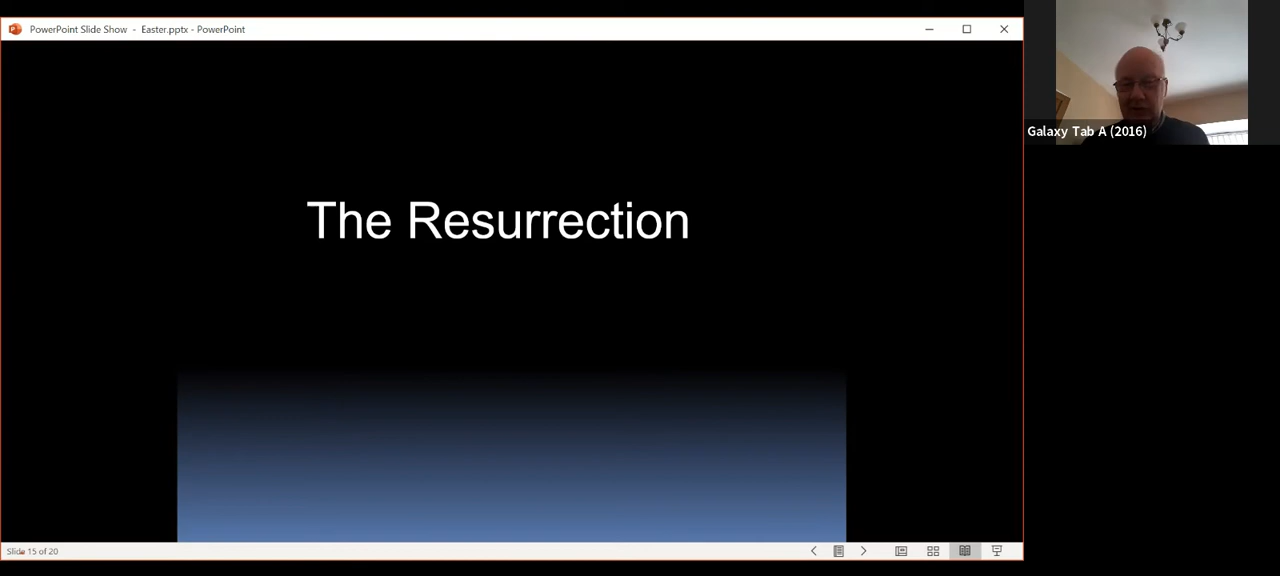 PowerPoint Slide Show - Easter.pptx - PowerPoint
Galaxy Tab A (2016)
The Resurrection
Slide 15 of 20